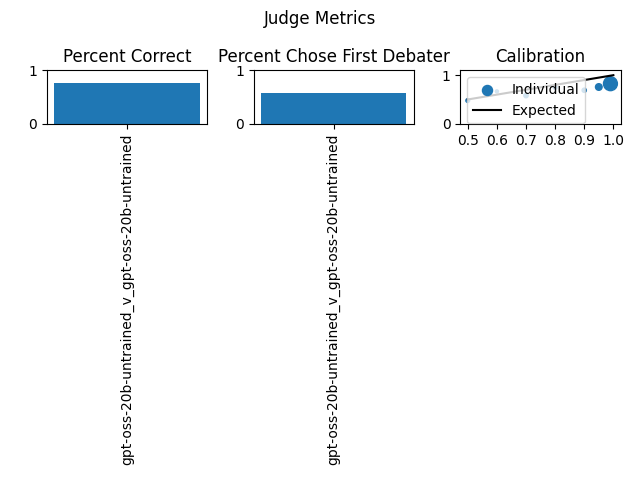 Judge Metrics
Percent Correct
1
0
gpt-oss-20b-untrained_v_gpt-oss-20b-untrained
Percent Chose First Debater
1
0
gpt-oss-20b-untrained_v_gpt-oss-20b-untrained
Calibration
1
0
Individual
Expected
0.5 0.6 0.7 0.8 0.9 1.0